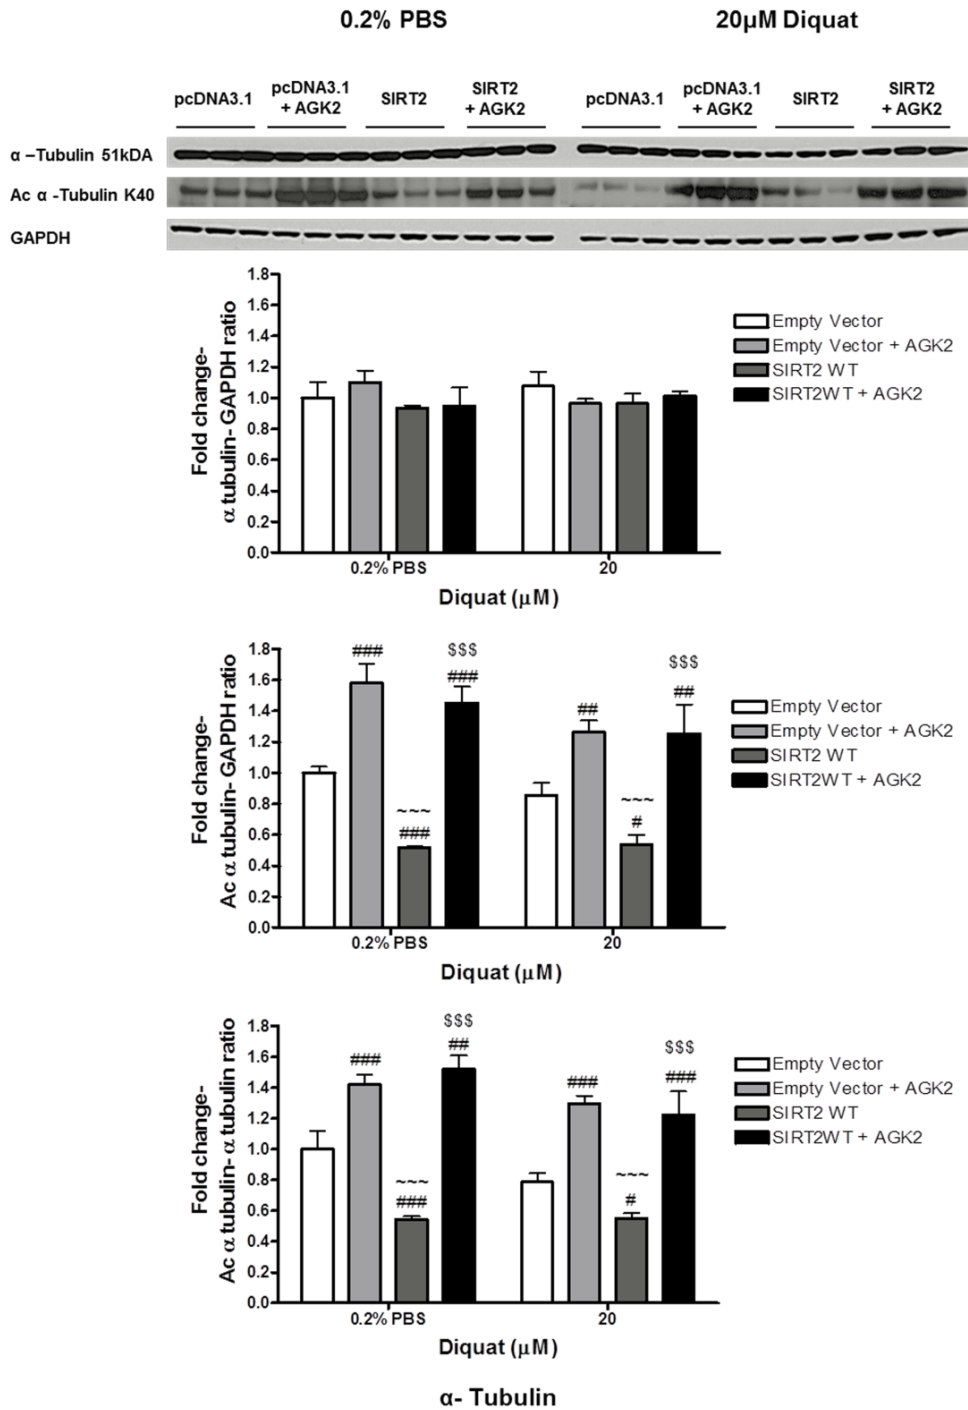 0.2% PBS
20µM Diquat
pcDNA3.1
pcDNA3.1
+ AGK2
SIRT2
SIRT2
+ AGK2
pcDNA3.1
pcDNA3.1
+ AGK2
SIRT2
SIRT2
+ AGK2
α –Tubulin 51kDA
Ac α -Tubulin K40
GAPDH
Fold change-
α tubulin- GAPDH ratio
1.8
1.6
1.4
1.2
1.0
0.8
0.6
0.4
0.2
0.0
0.2% PBS
20
Diquat (µM)
Empty Vector
Empty Vector + AGK2
SIRT2 WT
SIRT2WT + AGK2
Fold change-
Ac α tubulin- GAPDH ratio
1.8
1.6
1.4
1.2
1.0
0.8
0.6
0.4
0.2
0.0
###
~~~
###
$$$
###
##
~~~
#
$$$
##
0.2% PBS
20
Diquat (µM)
Empty Vector
Empty Vector + AGK2
SIRT2 WT
SIRT2WT + AGK2
Fold change-
Ac α tubulin- α tubulin ratio
1.8
1.6
1.4
1.2
1.0
0.8
0.6
0.4
0.2
0.0
###
~~~
###
$$$
##
###
~~~
#
$$$
###
0.2% PBS
20
Diquat (µM)
Empty Vector
Empty Vector + AGK2
SIRT2 WT
SIRT2WT + AGK2
α- Tubulin